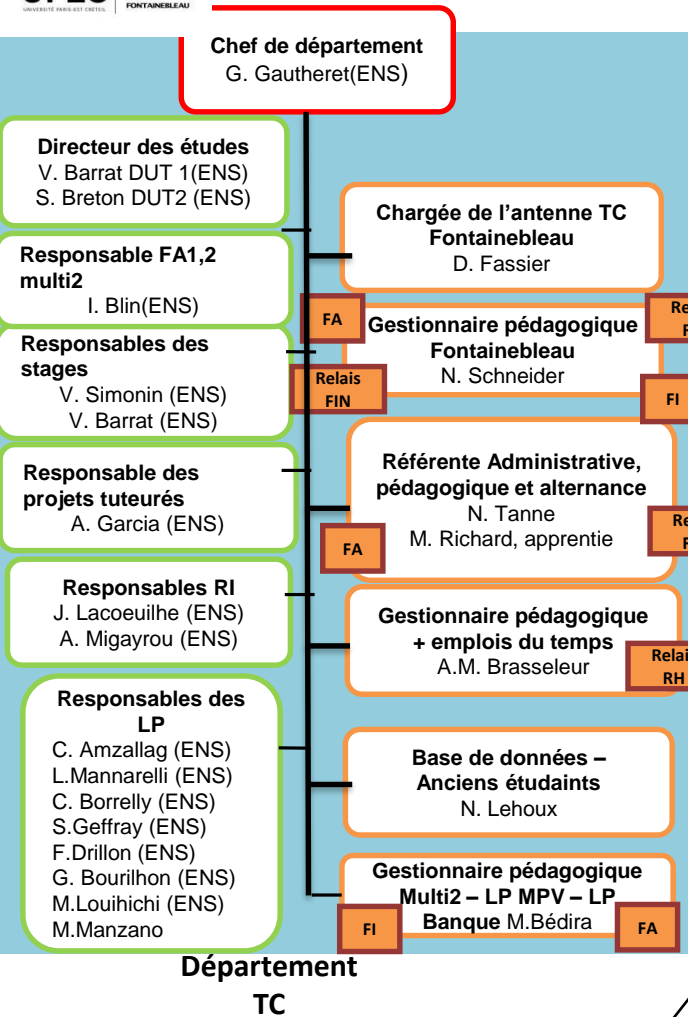 UNIVERSITÉ PARIS-EST CRÉTEIL
FONTAINEBLEAU
Chef de département
G. Gautheret(ENS)
Directeur des études
V. Barrat DUT 1(ENS)
S. Breton DUT2 (ENS)
Responsable FA1,2
multi2
I. Blin(ENS)
Responsables des
stages
V. Simonin (ENS)
V. Barrat (ENS)
Responsable des
projets tuteurés
A. Garcia (ENS)
Responsables RI
J. Lacoeuilhe (ENS)
A. Migayrou (ENS)
Responsables des
LP
C. Amzallag (ENS)
L.Mannarelli (ENS)
C. Borrelly (ENS)
S.Geffray (ENS)
F.Drillon (ENS)
G. Bourilhon (ENS)
M.Louihichi (ENS)
M.Manzano
Chargée de l'antenne TC
Fontainebleau
D. Fassier
FA
Gestionnaire pédagogique
Fontainebleau
N. Schneider
Relais
FIN
FI
Référente Administrative,
pédagogique et alternance
N. Tanne
M. Richard, apprentie
FA
Gestionnaire pédagogique
+ emplois du temps
A.M. Brasseleur
RH
Base de données –
Anciens étudaints
N. Lehoux
Gestionnaire pédagogique
Multi2 – LP MPV – LP
Banque M.Bédira
FI
FA
Département
TC